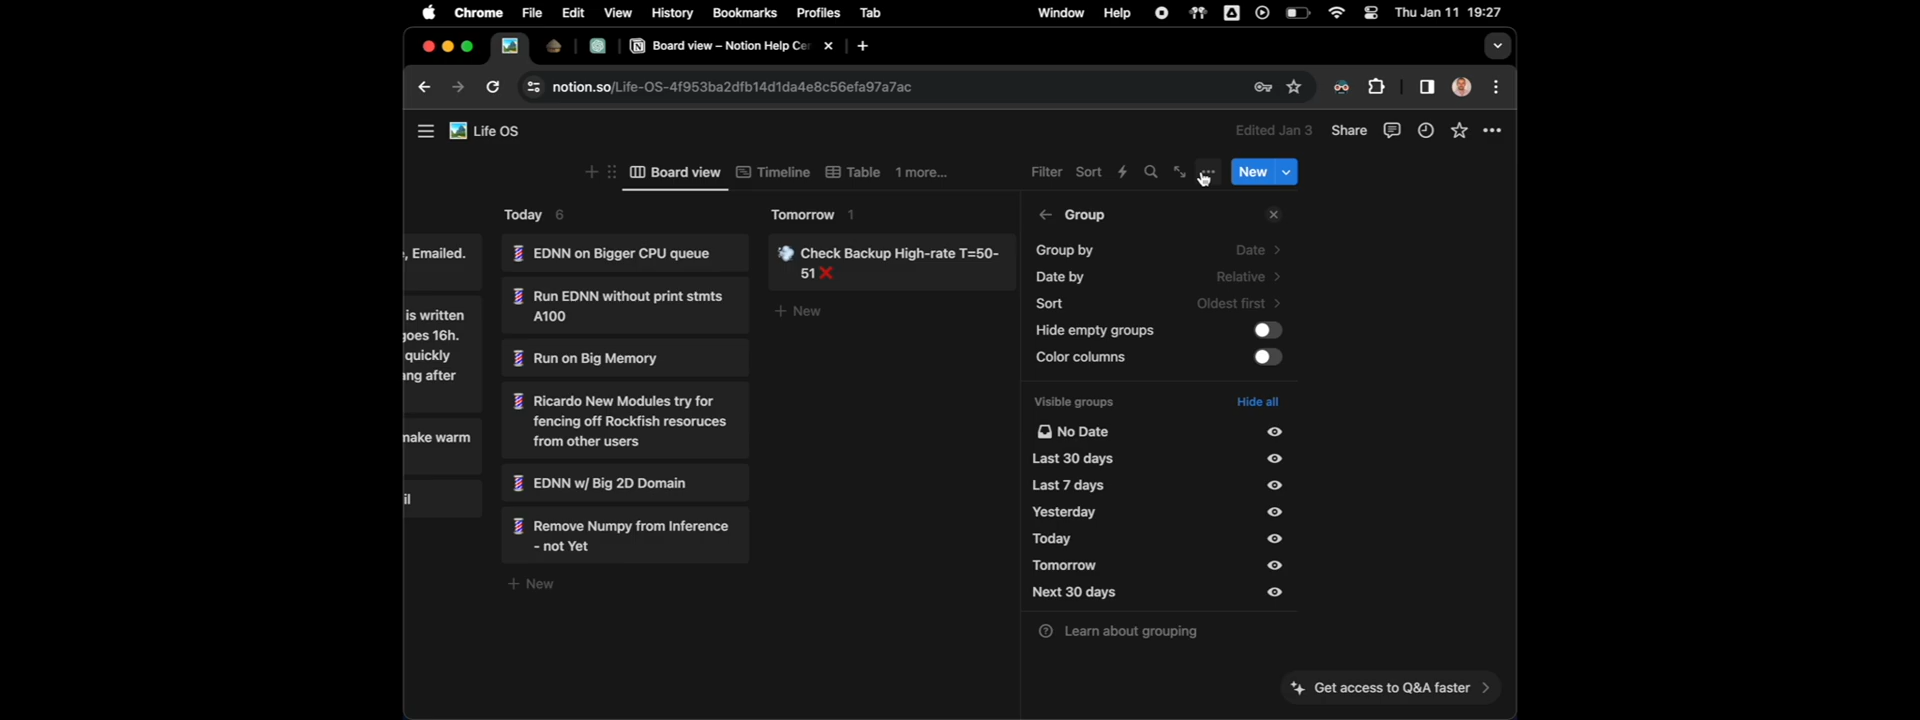 Chrome File Edit View History Bookmarks Profiles Tab Window Help Thu Jan 11 19:27
Board view – Notion Help Ce
notion.so/Life-OS-4f953ba2dfb14d1da4e8c56efa97a7ac
Life OS Edited Jan 3 Share
Board view Timeline Table 1 more... Filter Sort New
Today 6
EDNN on Bigger CPU queue
Run EDNN without print stmts
A100
Run on Big Memory
Ricardo New Modules try for
fencing off Rockfish resoruces
from other users
EDNN w/ Big 2D Domain
Remove Numpy from Inference
- not Yet
+ New
Tomorrow 1
Check Backup High-rate T=50-
51
+ New
, Emailed.
is written
goes 16h.
quickly
ang after
make warm
il
Group
Group by Date
Date by Relative
Sort Oldest first
Hide empty groups
Color columns
Visible groups Hide all
No Date
Last 30 days
Last 7 days
Yesterday
Today
Tomorrow
Next 30 days
Learn about grouping
Get access to Q&A faster